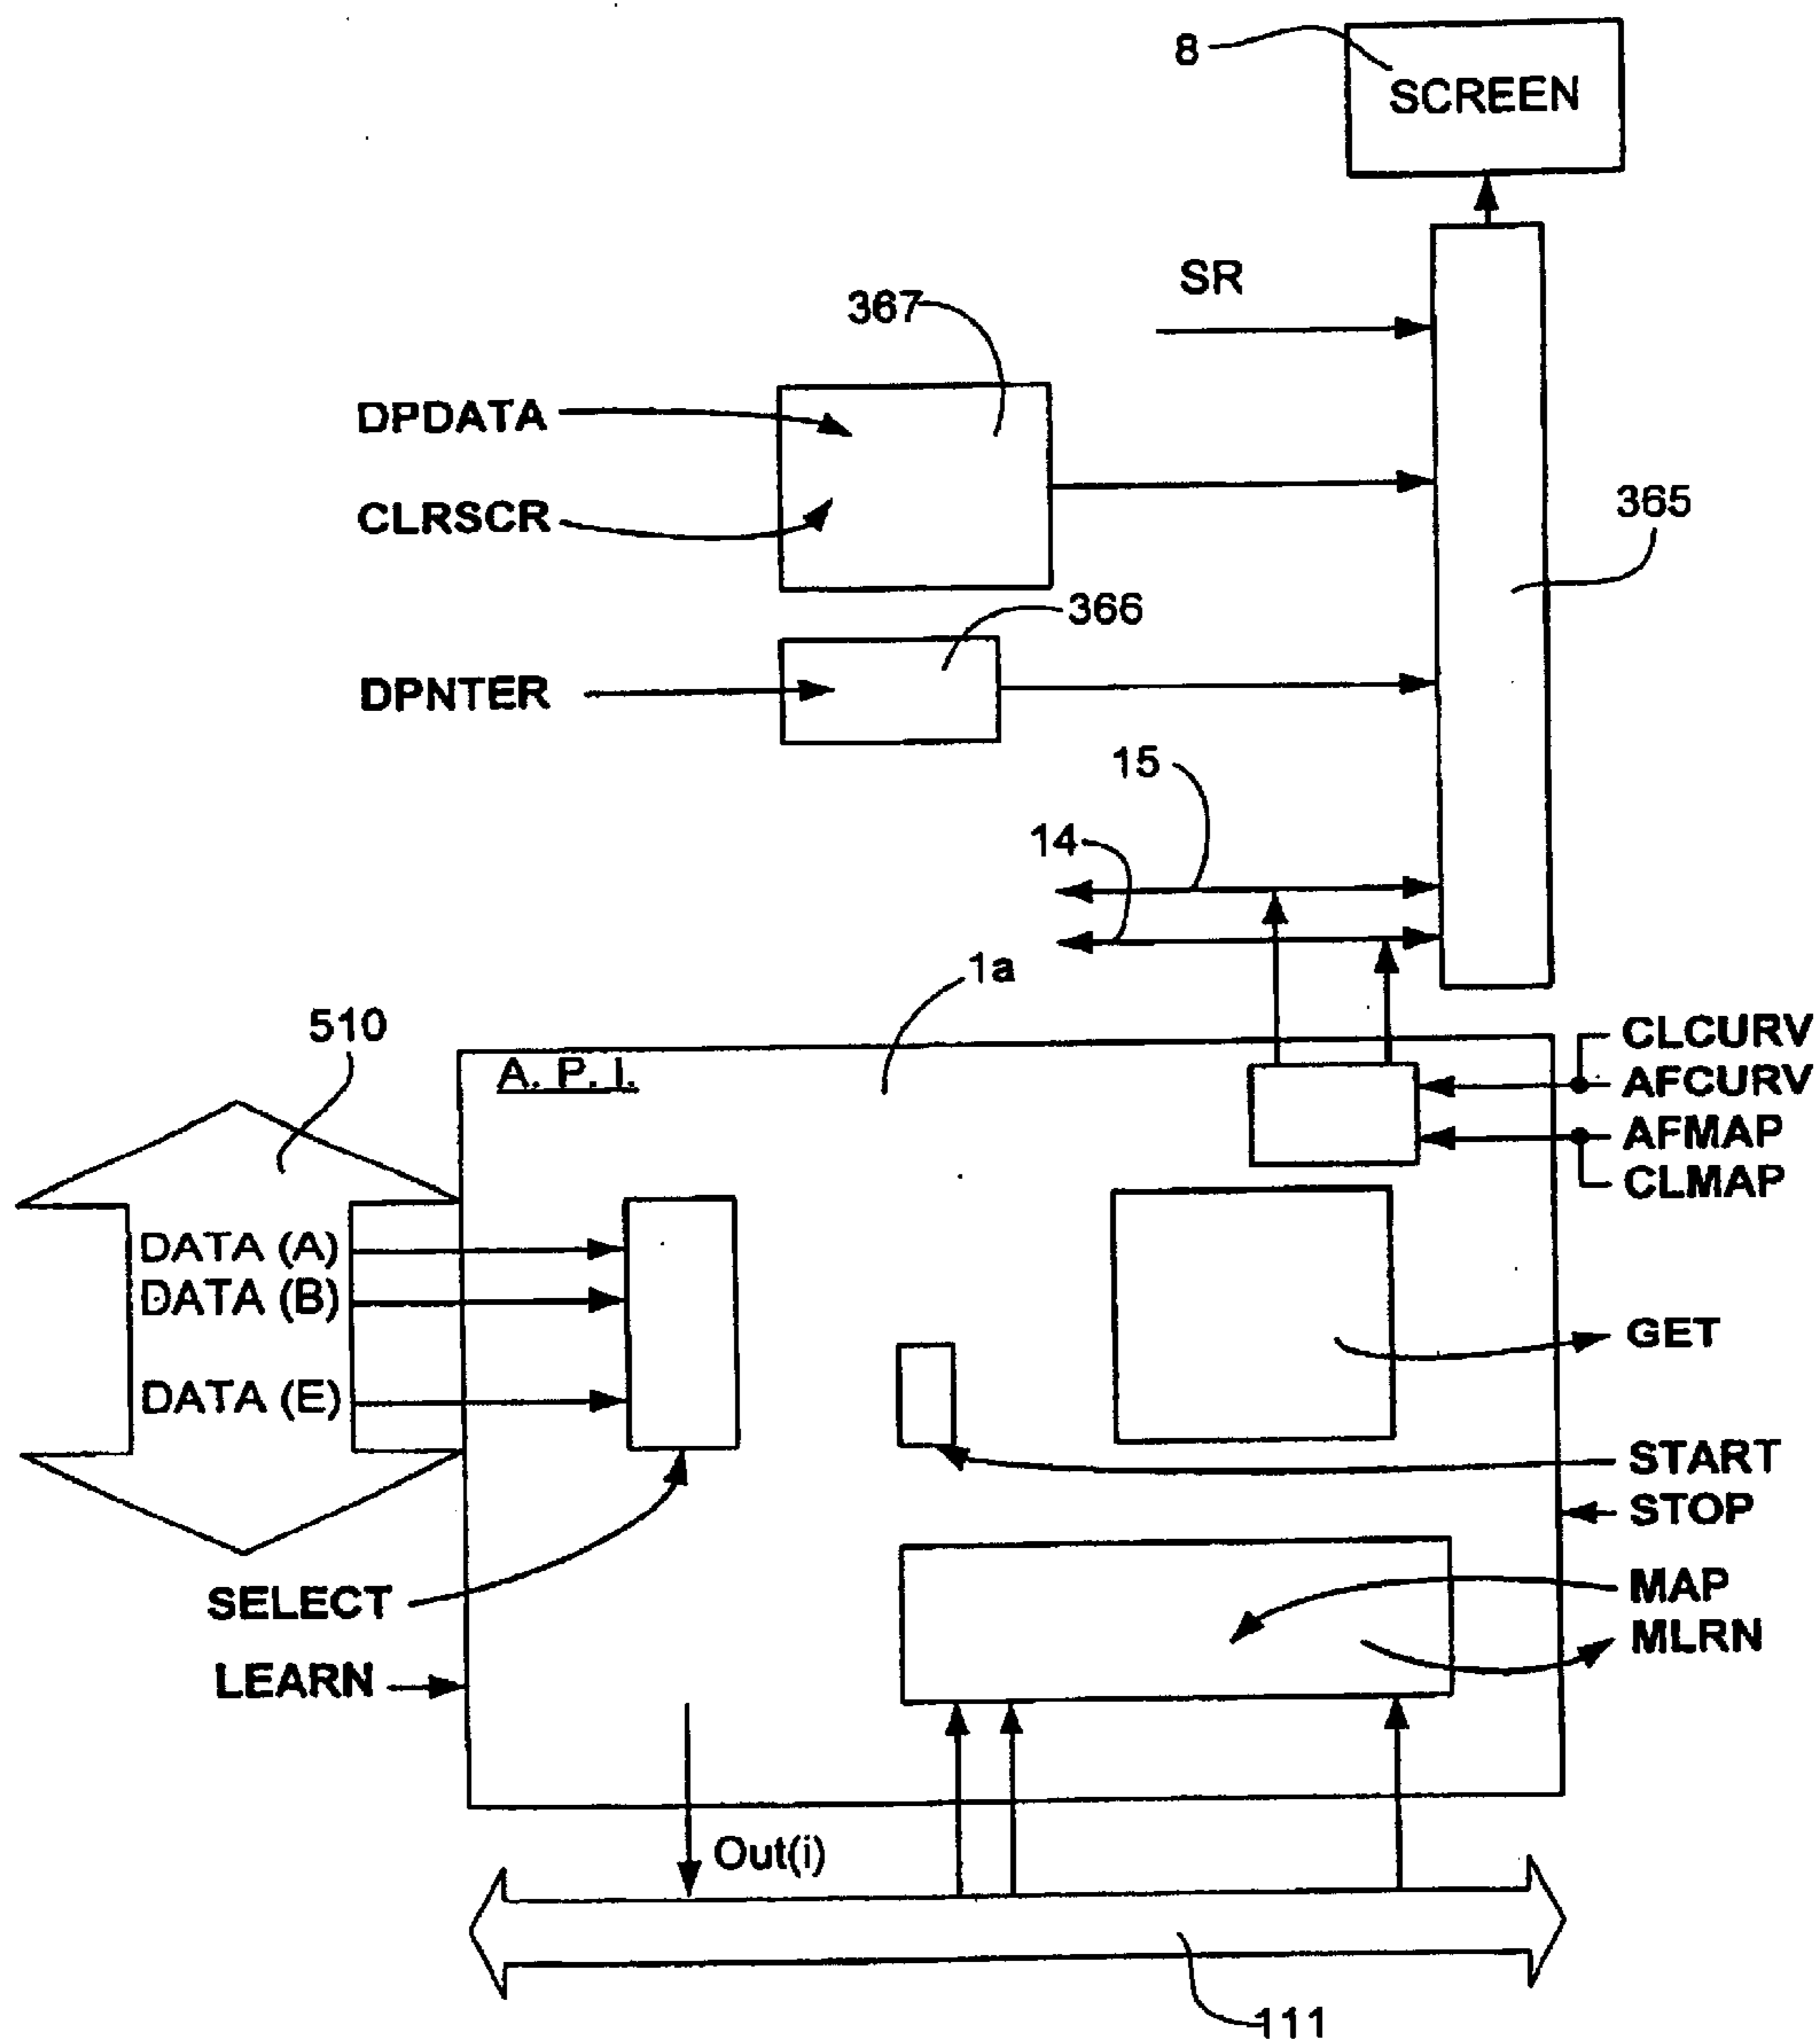 8
SCREEN
SR
367
DPDATA
CLRSCR
365
366
DPNTER
15
14
1a
510
A. P. I.
CLCURV
AFCURV
AFMAP
CLMAP
DATA (A)
DATA (B)
DATA (E)
GET
START
STOP
SELECT
MAP
MLRN
LEARN
Out(i)
111